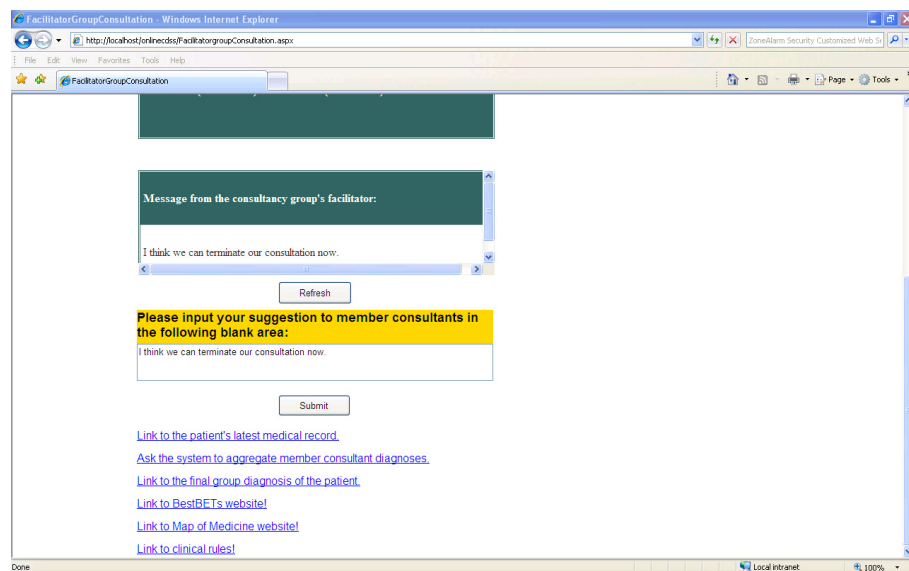 FacilitatorGroupConsultation - Windows Internet Explorer
http://localhost/onlinecdss/FacilitatorgroupConsultation.aspx
ZoneAlarm Security Customized Web Se
File Edit View Favorites Tools Help
FacilitatorGroupConsultation
Page Tools
Message from the consultancy group's facilitator:
I think we can terminate our consultation now.
Refresh
Please input your suggestion to member consultants in
the following blank area:
I think we can terminate our consultation now.
Submit
Link to the patient's latest medical record.
Ask the system to aggregate member consultant diagnoses.
Link to the final group diagnosis of the patient.
Link to BestBETs website!
Link to Map of Medicine website!
Link to clinical rules!
Done
Local intranet
100%